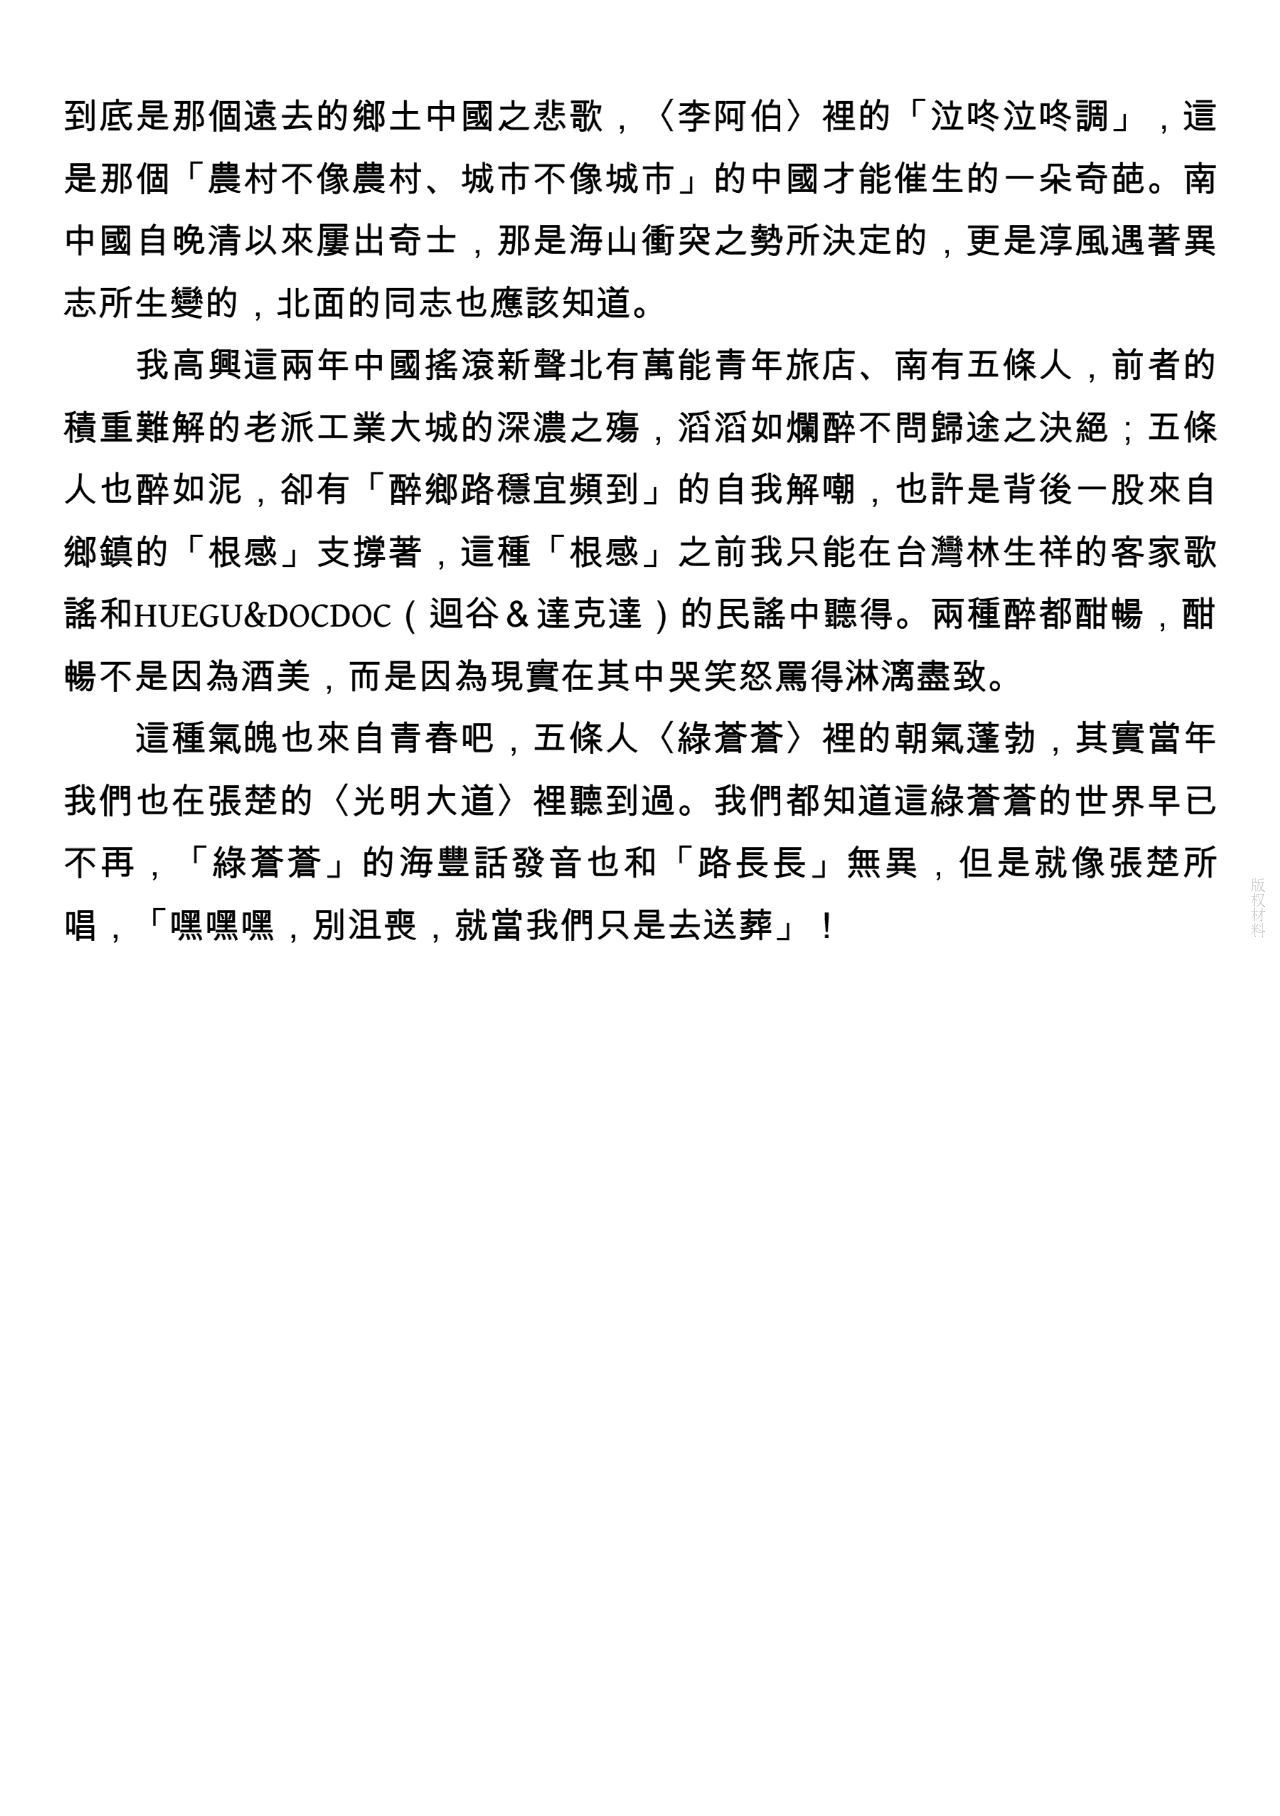 到底是那個遠去的鄉土中國之悲歌，〈李阿伯〉裡的「泣咚泣咚調」，這
是那個「農村不像農村、城市不像城市」的中國才能催生的一朵奇葩。南
中國自晚清以來屢出奇士，那是海山衝突之勢所決定的，更是淳風遇著異
志所生變的，北面的同志也應該知道。
我高興這兩年中國搖滾新聲北有萬能青年旅店、南有五條人，前者的
積重難解的老派工業大城的深濃之殤，滔滔如爛醉不問歸途之決絕；五條
人也醉如泥，卻有「醉鄉路穩宜頻到」的自我解嘲，也許是背後一股來自
鄉鎮的「根感」支撐著，這種「根感」之前我只能在台灣林生祥的客家歌
謠和HUEGU&DOCDOC（迴谷＆達克達）的民謠中聽得。兩種醉都酣暢，酣
暢不是因為酒美，而是因為現實在其中哭笑怒罵得淋漓盡致。
這種氣魄也來自青春吧，五條人〈綠蒼蒼〉裡的朝氣蓬勃，其實當年
我們也在張楚的〈光明大道〉裡聽到過。我們都知道這綠蒼蒼的世界早已
不再，「綠蒼蒼」的海豐話發音也和「路長長」無異，但是就像張楚所
唱，「嘿嘿嘿，別沮喪，就當我們只是去送葬」！
版权材料